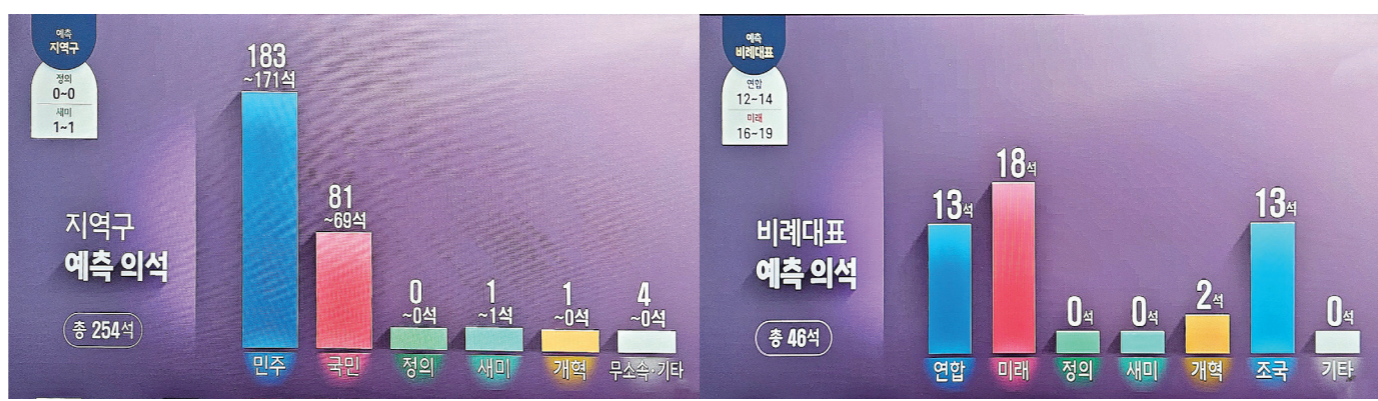 예측
지역구
정의
0~0
새미
1~1
지역구
예측 의석
총 254석
183
~171석
81
~69석
0
~0석
1
~1석
1
~0석
4
~0석
민주
국민
정의
새미
개혁
무소속·기타
예측
비례대표
연합
12~14
미래
16~19
비례대표
예측 의석
총 46석
13석
18석
0석
0석
2석
13석
0석
연합
미래
정의
새미
개혁
조국
기타